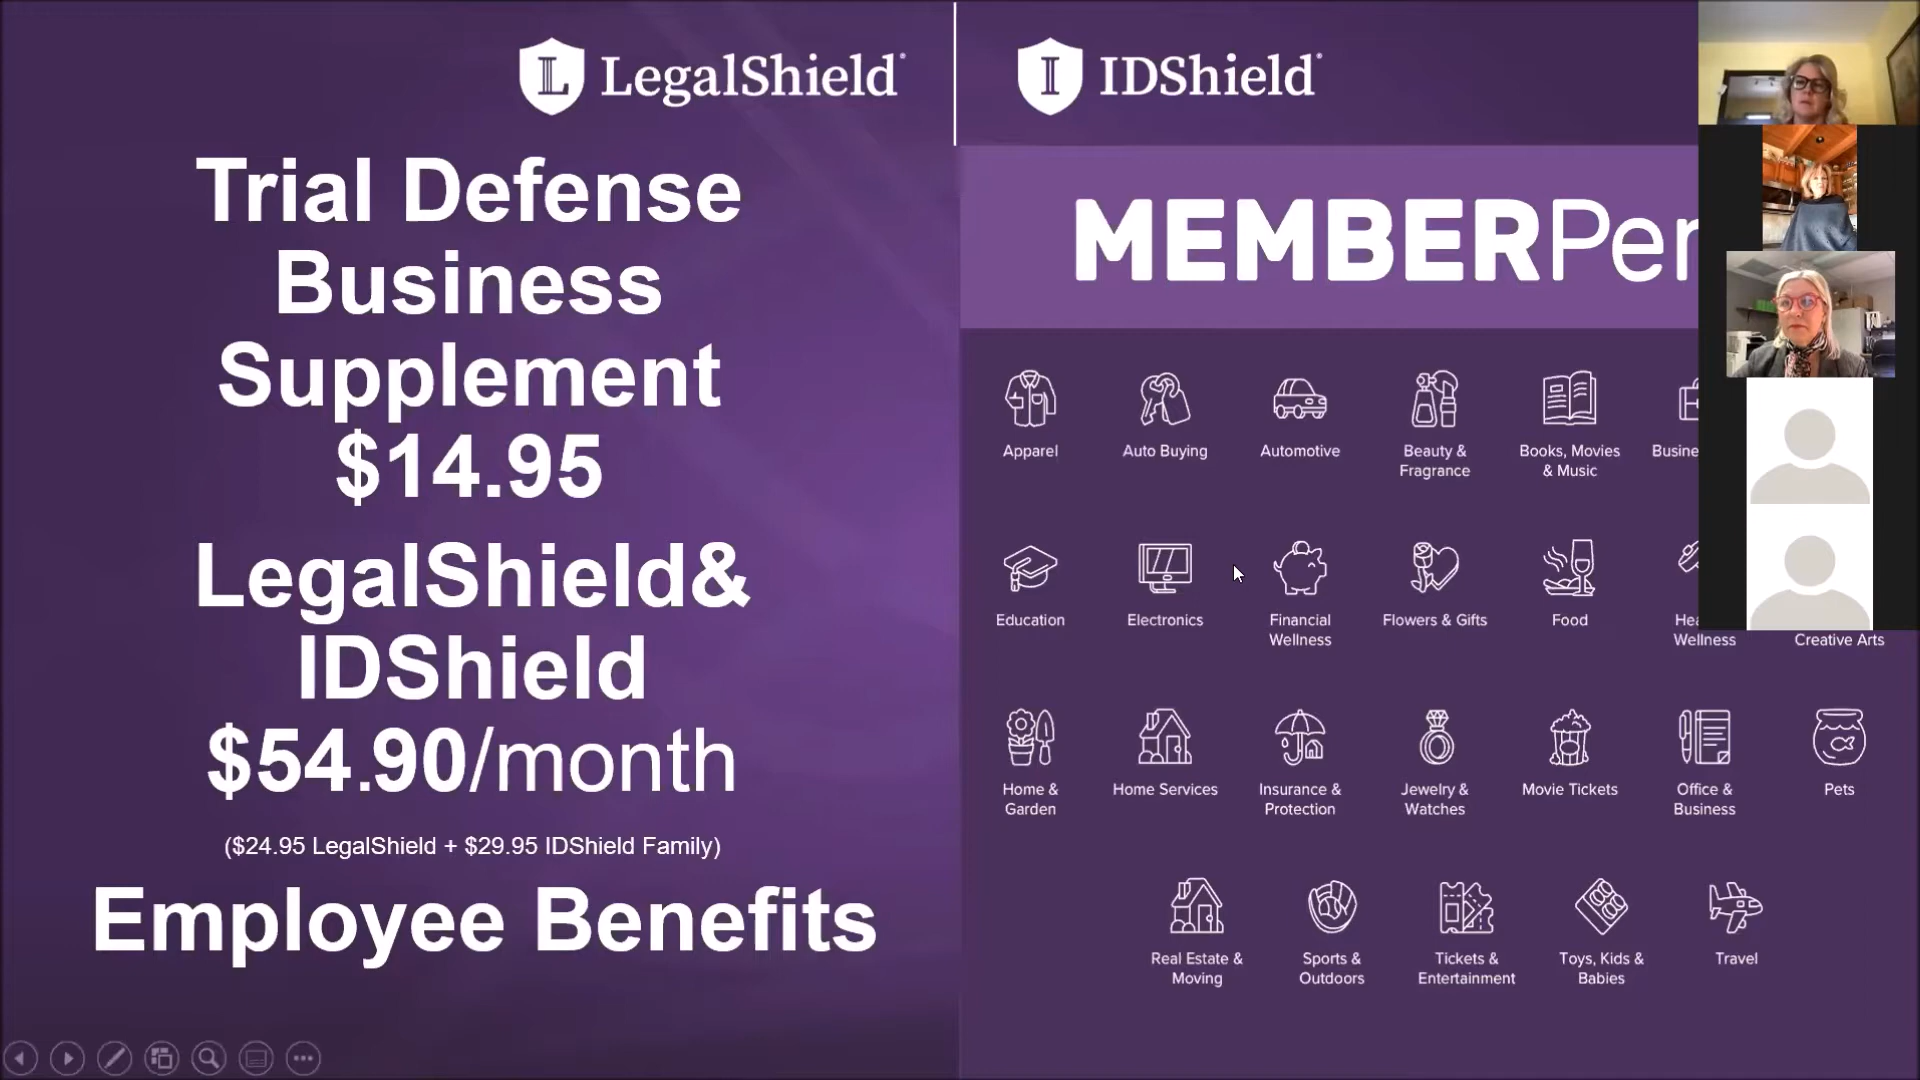 LegalShield
IDShield
Trial Defense
Business
Supplement
$14.95
LegalShield&
IDShield
$54.90/month
($24.95 LegalShield + $29.95 IDShield Family)
Employee Benefits
MEMBERPer
Apparel
Auto Buying
Automotive
Beauty &
Fragrance
Books, Movies
& Music
Education
Electronics
Financial
Wellness
Flowers & Gifts
Food
Wellness
Creative Arts
Home &
Garden
Home Services
Insurance &
Protection
Jewelry &
Watches
Movie Tickets
Office &
Business
Pets
Real Estate &
Moving
Sports &
Outdoors
Tickets &
Entertainment
Toys, Kids &
Babies
Travel